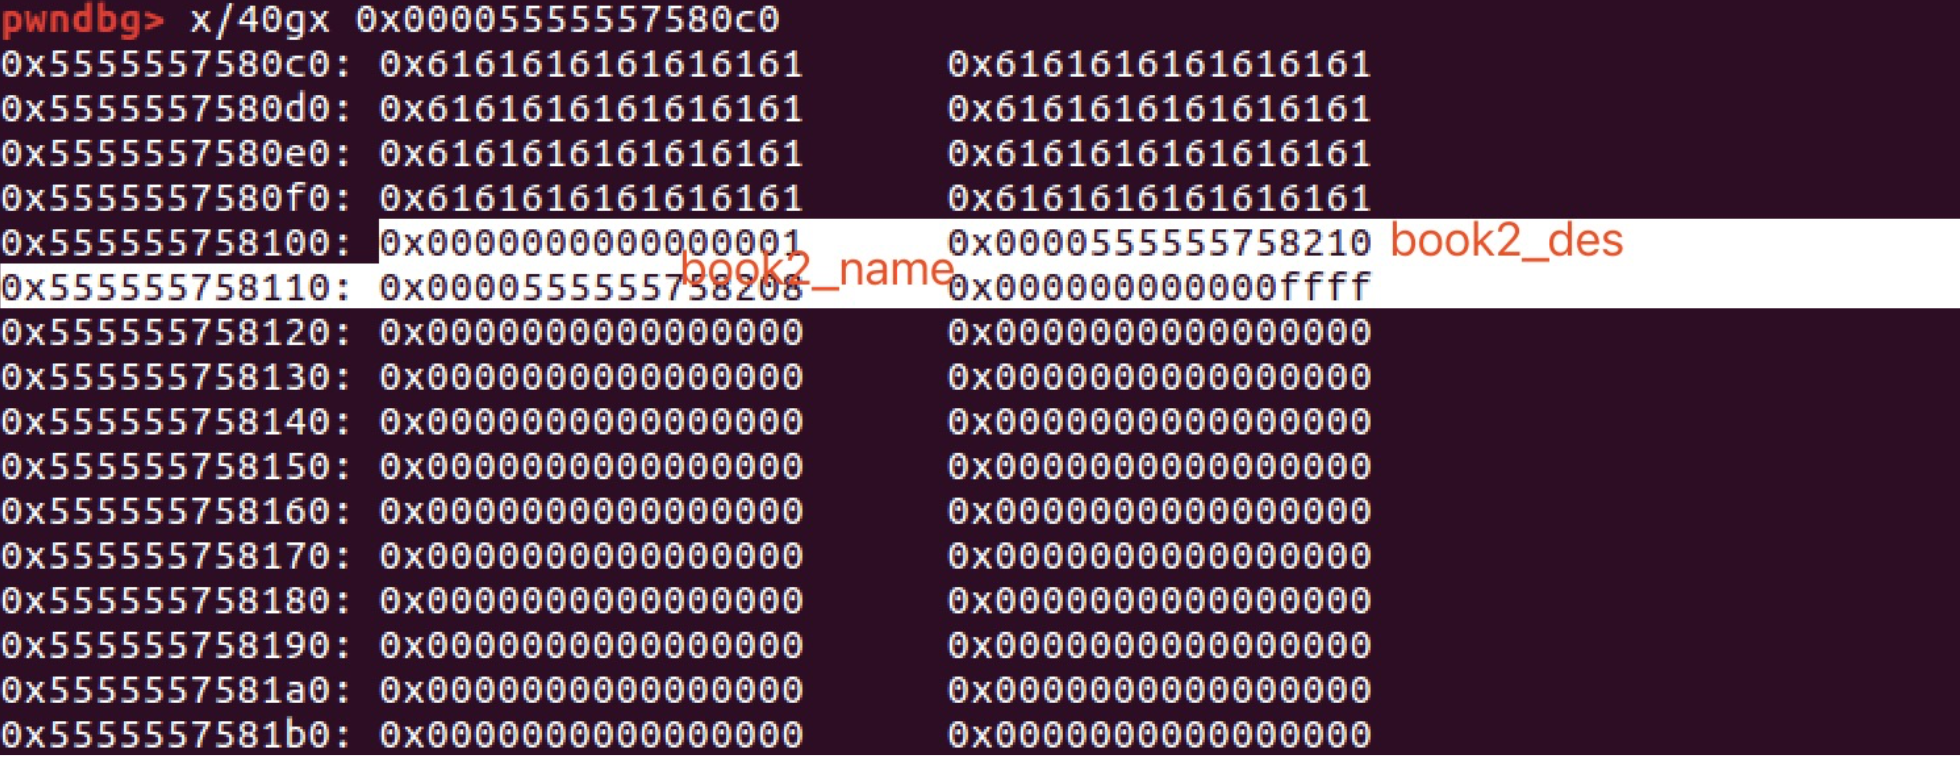 pwndbg> x/40gx 0x00005555557580c0
0x5555557580c0: 0x6161616161616161 0x6161616161616161
0x5555557580d0: 0x6161616161616161 0x6161616161616161
0x5555557580e0: 0x6161616161616161 0x6161616161616161
0x5555557580f0: 0x6161616161616161 0x6161616161616161
0x555555758100: 0x0000000000000001 0x0000555555758210 book2_des
book2_name
0x555555758110: 0x0000555555758208 0x000000000000ffff
0x555555758120: 0x0000000000000000 0x0000000000000000
0x555555758130: 0x0000000000000000 0x0000000000000000
0x555555758140: 0x0000000000000000 0x0000000000000000
0x555555758150: 0x0000000000000000 0x0000000000000000
0x555555758160: 0x0000000000000000 0x0000000000000000
0x555555758170: 0x0000000000000000 0x0000000000000000
0x555555758180: 0x0000000000000000 0x0000000000000000
0x555555758190: 0x0000000000000000 0x0000000000000000
0x5555557581a0: 0x0000000000000000 0x0000000000000000
0x5555557581b0: 0x0000000000000000 0x0000000000000000